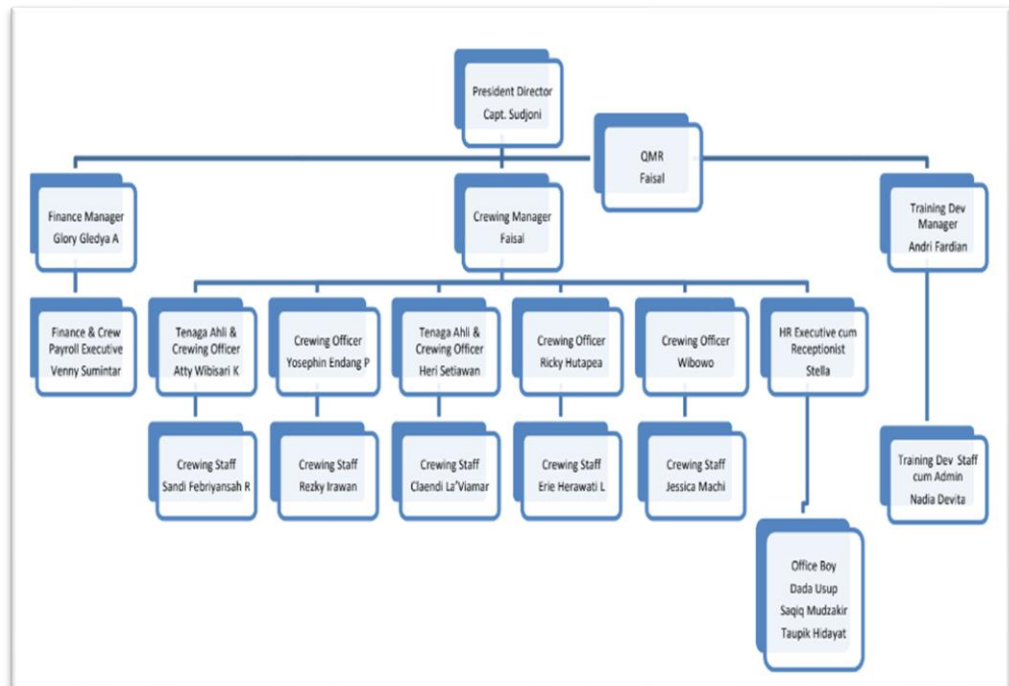 President Director
Capt. Sudjoni
QMR
Faisal
Finance Manager
Glory Gledya A
Crewing Manager
Faisal
Training Dev
Manager
Andri Fardian
Finance & Crew
Payroll Executive
Venny Sumintar
Tenaga Ahli &
Crewing Officer
Atty Wibisari K
Crewing Officer
Yosephin Endang P
Tenaga Ahli &
Crewing Officer
Heri Setiawan
Crewing Officer
Ricky Hutapea
Crewing Officer
Wibowo
HR Executive cum
Receptionist
Stella
Crewing Staff
Sandi Febriyansah R
Crewing Staff
Rezky Irawan
Crewing Staff
Claendi La'Viamar
Crewing Staff
Erie Herawati L
Crewing Staff
Jessica Machi
Training Dev Staff
cum Admin
Nadia Devita
Office Boy
Dada Usup
Saqiq Mudzakir
Taupik Hidayat